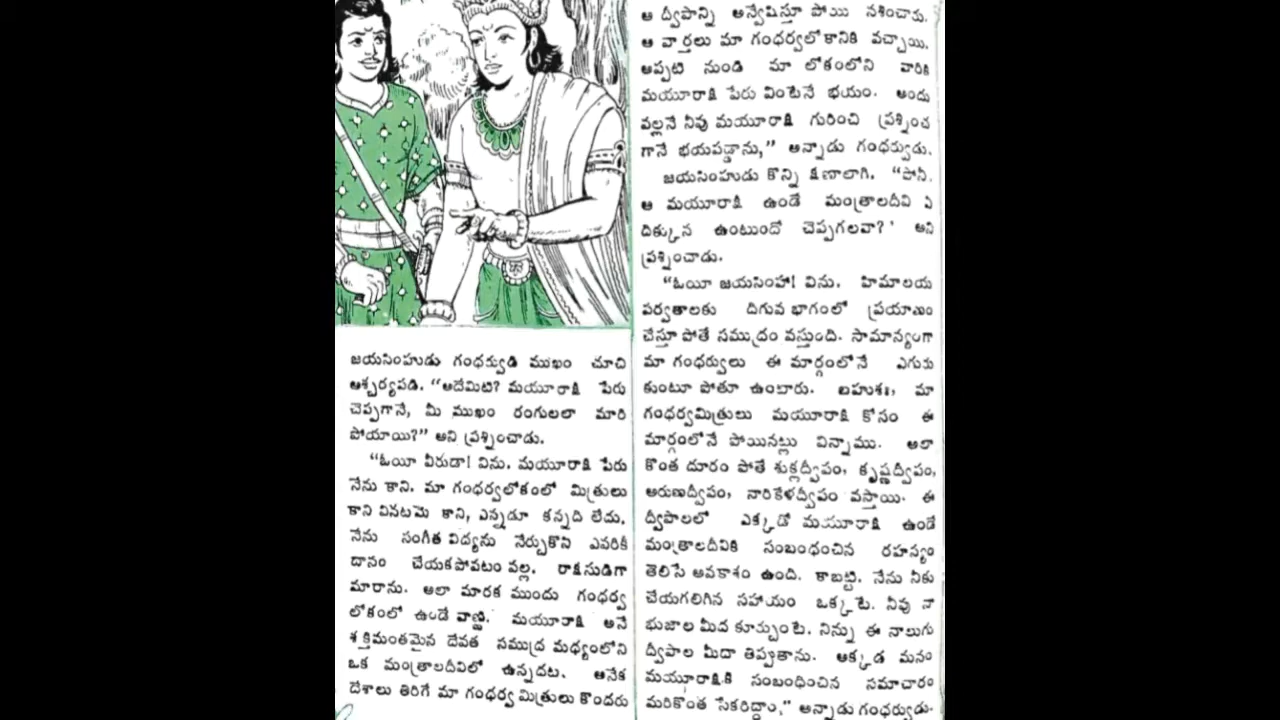 జయసింహుడు గంధర్వుడి ముఖం చూచి
ఆశ్చర్యపడి. “అదేమిటి? మయూరాక్షి పేరు
చెప్పగానే, మీ ముఖం రంగులలా మారి
పోయాయి?” అని ప్రశ్నించాడు.
“ఓయీ వీరుడా! విను. మయూరాక్షి పేరు
నేను కాని. మా గంధర్వలోకంలో మిత్రులు
కాని వినటమె కాని, ఎన్నడూ కన్నది లేదు.
నేను సంగీత విద్యను నేర్చుకొని ఎవరికీ
దానం చేయకపోవటం వల్ల. రాక్షసుడిగా
మారాను. అలా మారక ముందు గంధర్వ
లోకంలో ఉండే వాణ్ణి. మయూరాక్షి అనే
శక్తిమంతమైన దేవత సముద్ర మధ్యంలోని
ఒక మంత్రాలదీవిలో ఉన్నదట. అనేక
దేశాలు తిరిగే మా గంధర్వ మిత్రులు కొందరు
ఆ ద్వీపాన్ని అన్వేషిస్తూ పోయి నశించారు.
ఆ వార్తలు మా గంధర్వలోకానికి వచ్చాయి.
అప్పటి నుండి మా లోకంలోని వారికి
మయూరాక్షి పేరు వింటేనే భయం. అందు
వల్లనే నీవు మయూరాక్షి గురించి ప్రశ్నించ
గానే భయపడ్డాను,” అన్నాడు గంధర్వుడు.
జయసింహుడు కొన్ని క్షణాలాగి. “పోనీ.
ఆ మయూరాక్షి ఉండే మంత్రాలదీవి ఏ
దిక్కున ఉంటుందో చెప్పగలవా?’ అని
ప్రశ్నించాడు.
“ఓయీ జయసింహా! విను. హిమాలయ
పర్వతాలకు దిగువ భాగంలో ప్రయాణం
చేస్తూ పోతే సముద్రం వస్తుంది. సామాన్యంగా
మా గంధర్వులు ఈ మార్గంలోనే ఎగురు
కుంటూ పోతూ ఉంటారు. బహుశః, మా
గంధర్వమిత్రులు మయూరాక్షి కోసం ఈ
మార్గంలోనే పోయినట్లు విన్నాము. అలా
కొంత దూరం పోతే శుక్లద్వీపం, కృష్ణద్వీపం,
అరుణద్వీపం, నారికేళద్వీపం వస్తాయి. ఈ
ద్వీపాలలో ఎక్కడో మయూరాక్షి ఉండే
మంత్రాలదీవికి సంబంధించిన రహస్యం
తెలిసే అవకాశం ఉంది. కాబట్టి. నేను నీకు
చేయగలిగిన సహాయం ఒక్కటే. నీవు నా
భుజాల మీద కూర్చుంటే. నిన్ను ఈ నాలుగు
ద్వీపాల మీదా తిప్పుతాను. అక్కడ మనం
మయూరాక్షికి సంబంధించిన సమాచారం
మరికొంత సేకరిద్దాం,” అన్నాడు గంధర్వుడు.